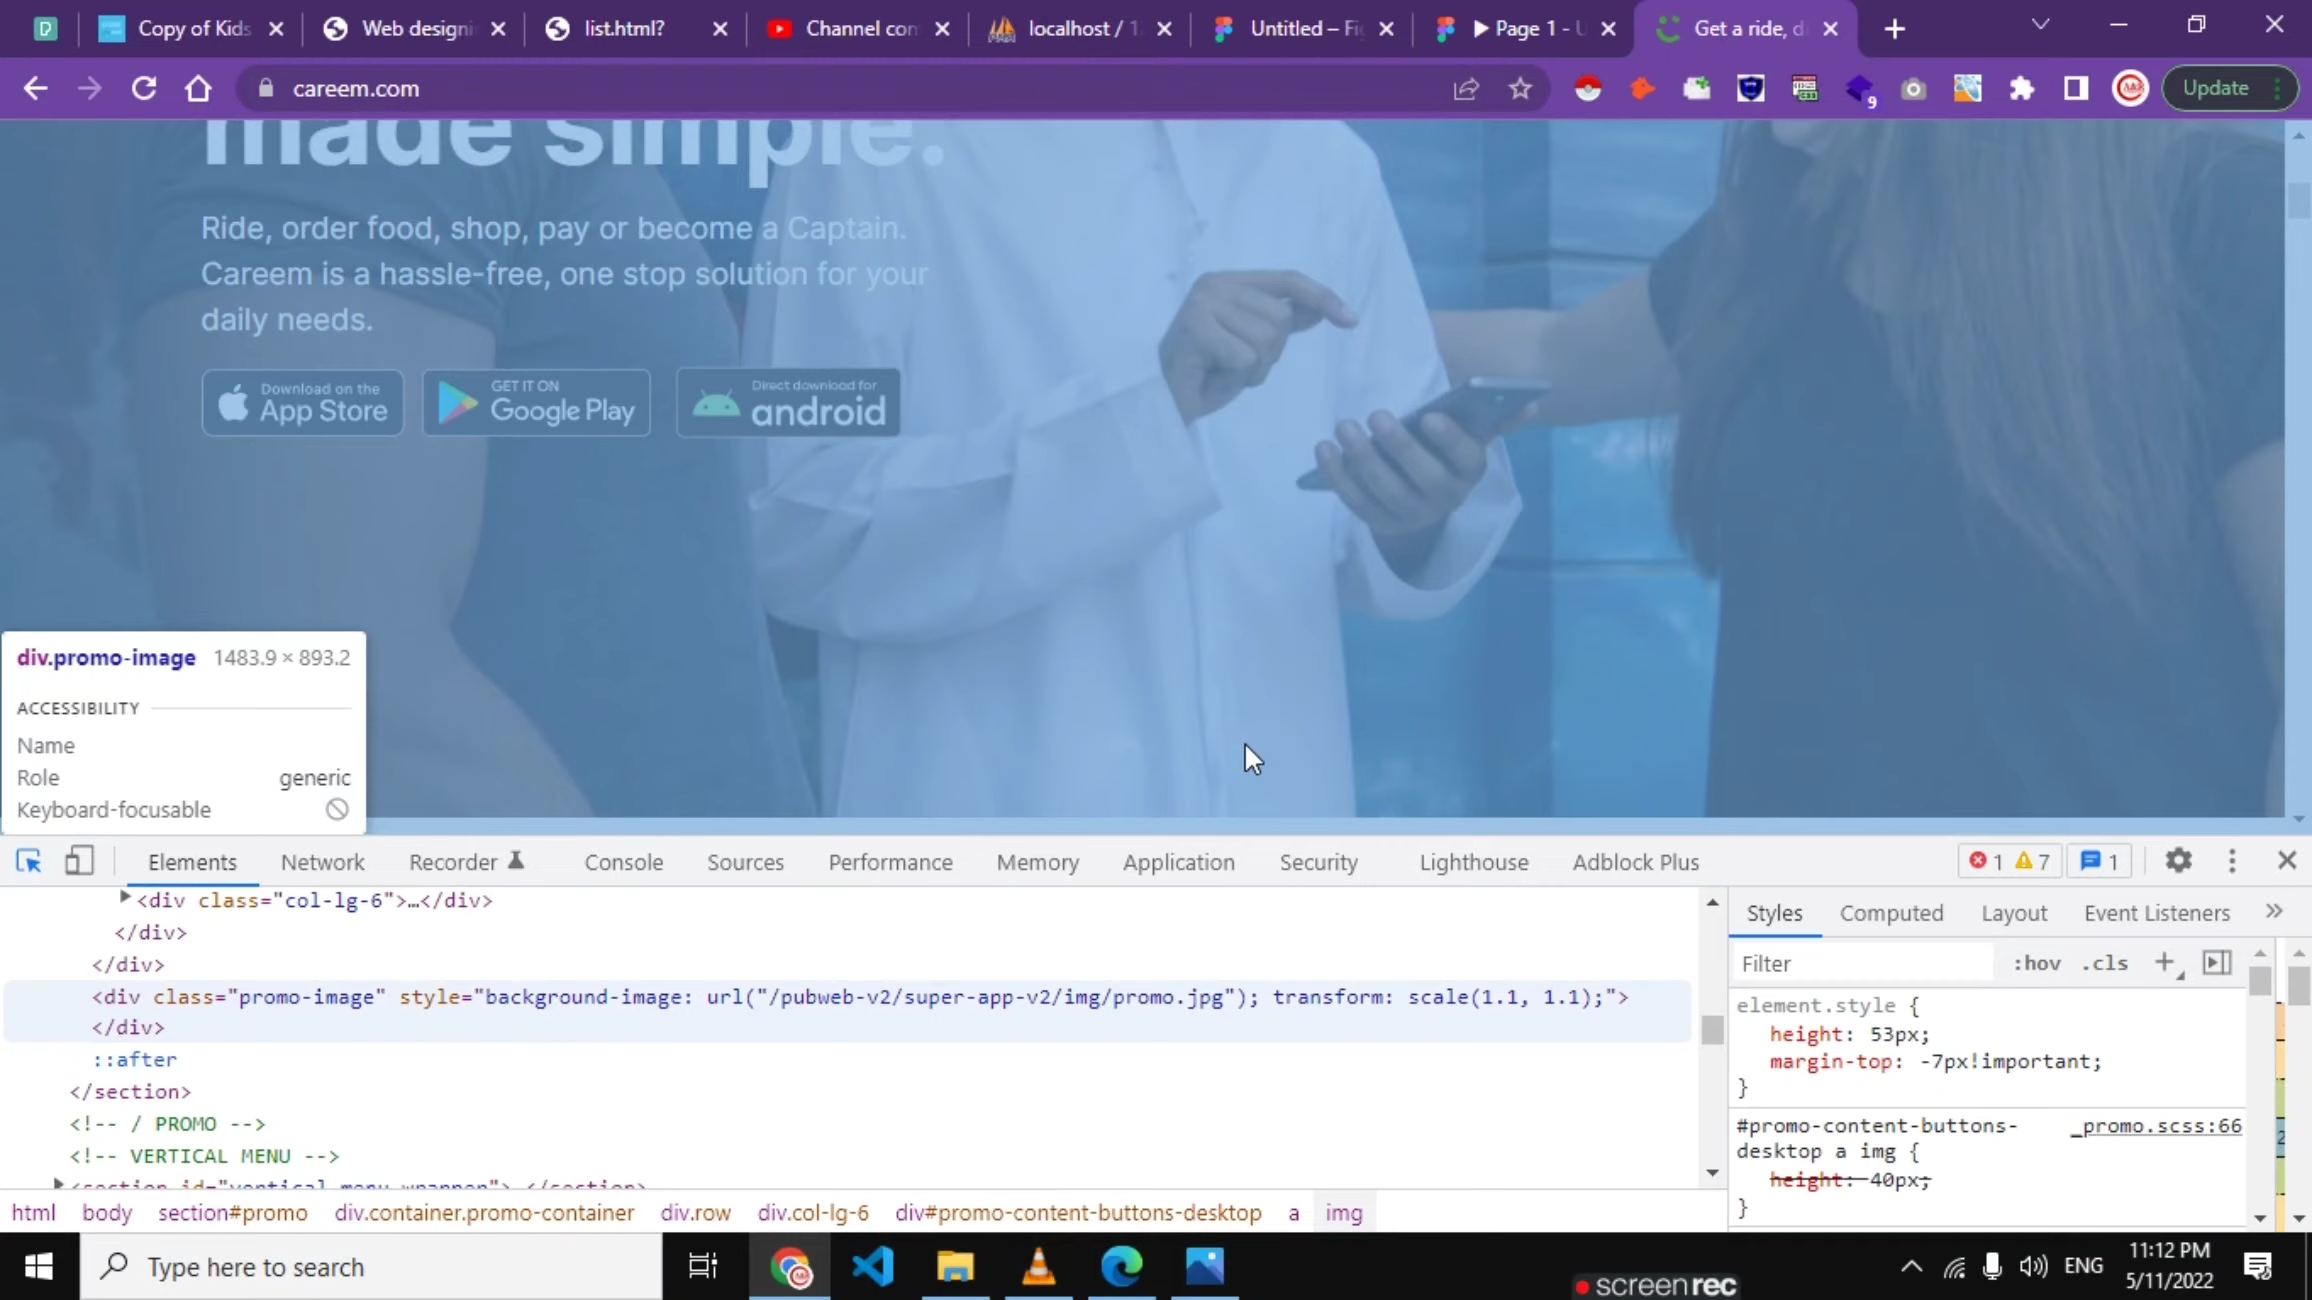 Copy of Kids
Web designi
list.html?
Channel con
localhost / 1
Untitled – Fi
Page 1 - U
Get a ride, d
careem.com
9
Update
made simple.
Ride, order food, shop, pay or become a Captain.
Careem is a hassle-free, one stop solution for your
daily needs.
Download on the
App Store
GET IT ON
Google Play
Direct download for
android
div.promo-image 1483.9 × 893.2
ACCESSIBILITY
Name
Role generic
Keyboard-focusable
Elements Network Recorder Console Sources Performance Memory Application Security Lighthouse Adblock Plus 1 7 1
<div class="col-lg-6">…</div>
</div>
</div>
<div class="promo-image" style="background-image: url("/pubweb-v2/super-app-v2/img/promo.jpg"); transform: scale(1.1, 1.1);">
</div>
::after
</section>
<!-- / PROMO -->
<!-- VERTICAL MENU -->
<section id="vertical-menu-wrapper">…</section>
html body section#promo div.container.promo-container div.row div.col-lg-6 div#promo-content-buttons-desktop a img
Styles Computed Layout Event Listeners »
Filter :hov .cls +
element.style {
height: 53px;
margin-top: -7px!important;
}
#promo-content-buttons- _promo.scss:66
desktop a img {
height: 40px;
}
Type here to search
ENG
11:12 PM
5/11/2022
screenrec